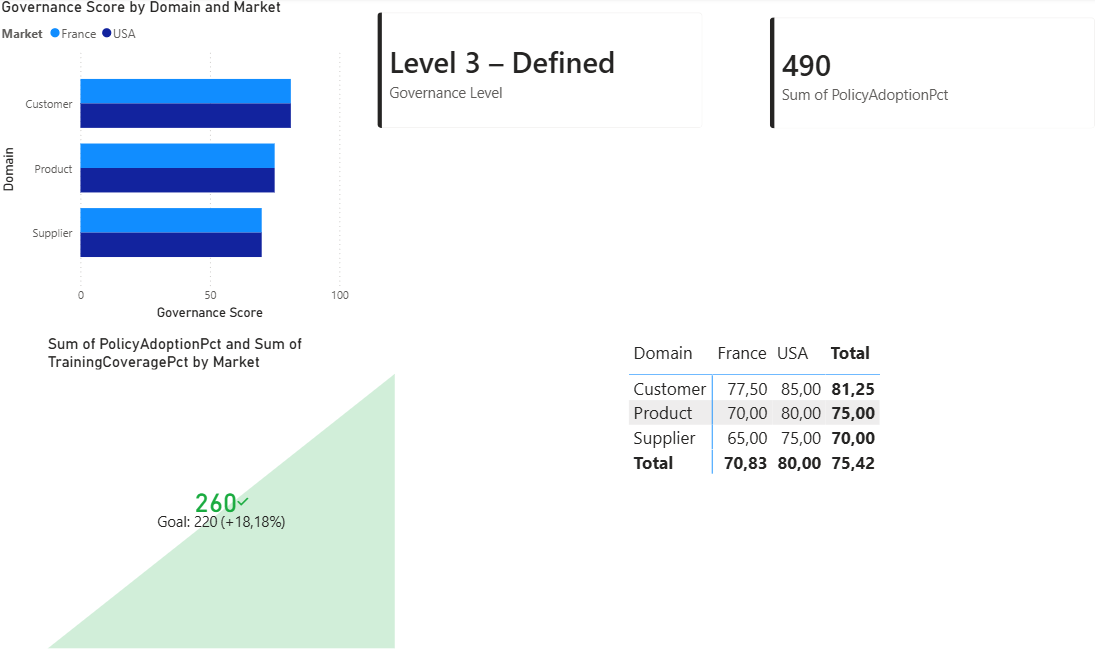 Governance Score by Domain and Market
Market France USA
Customer
Product
Supplier
Domain
0 50 100
Governance Score
Level 3 – Defined
Governance Level
490
Sum of PolicyAdoptionPct
Sum of PolicyAdoptionPct and Sum of
TrainingCoveragePct by Market
260
Goal: 220 (+18,18%)
Domain France USA Total
Customer 77,50 85,00 81,25
Product 70,00 80,00 75,00
Supplier 65,00 75,00 70,00
Total 70,83 80,00 75,42